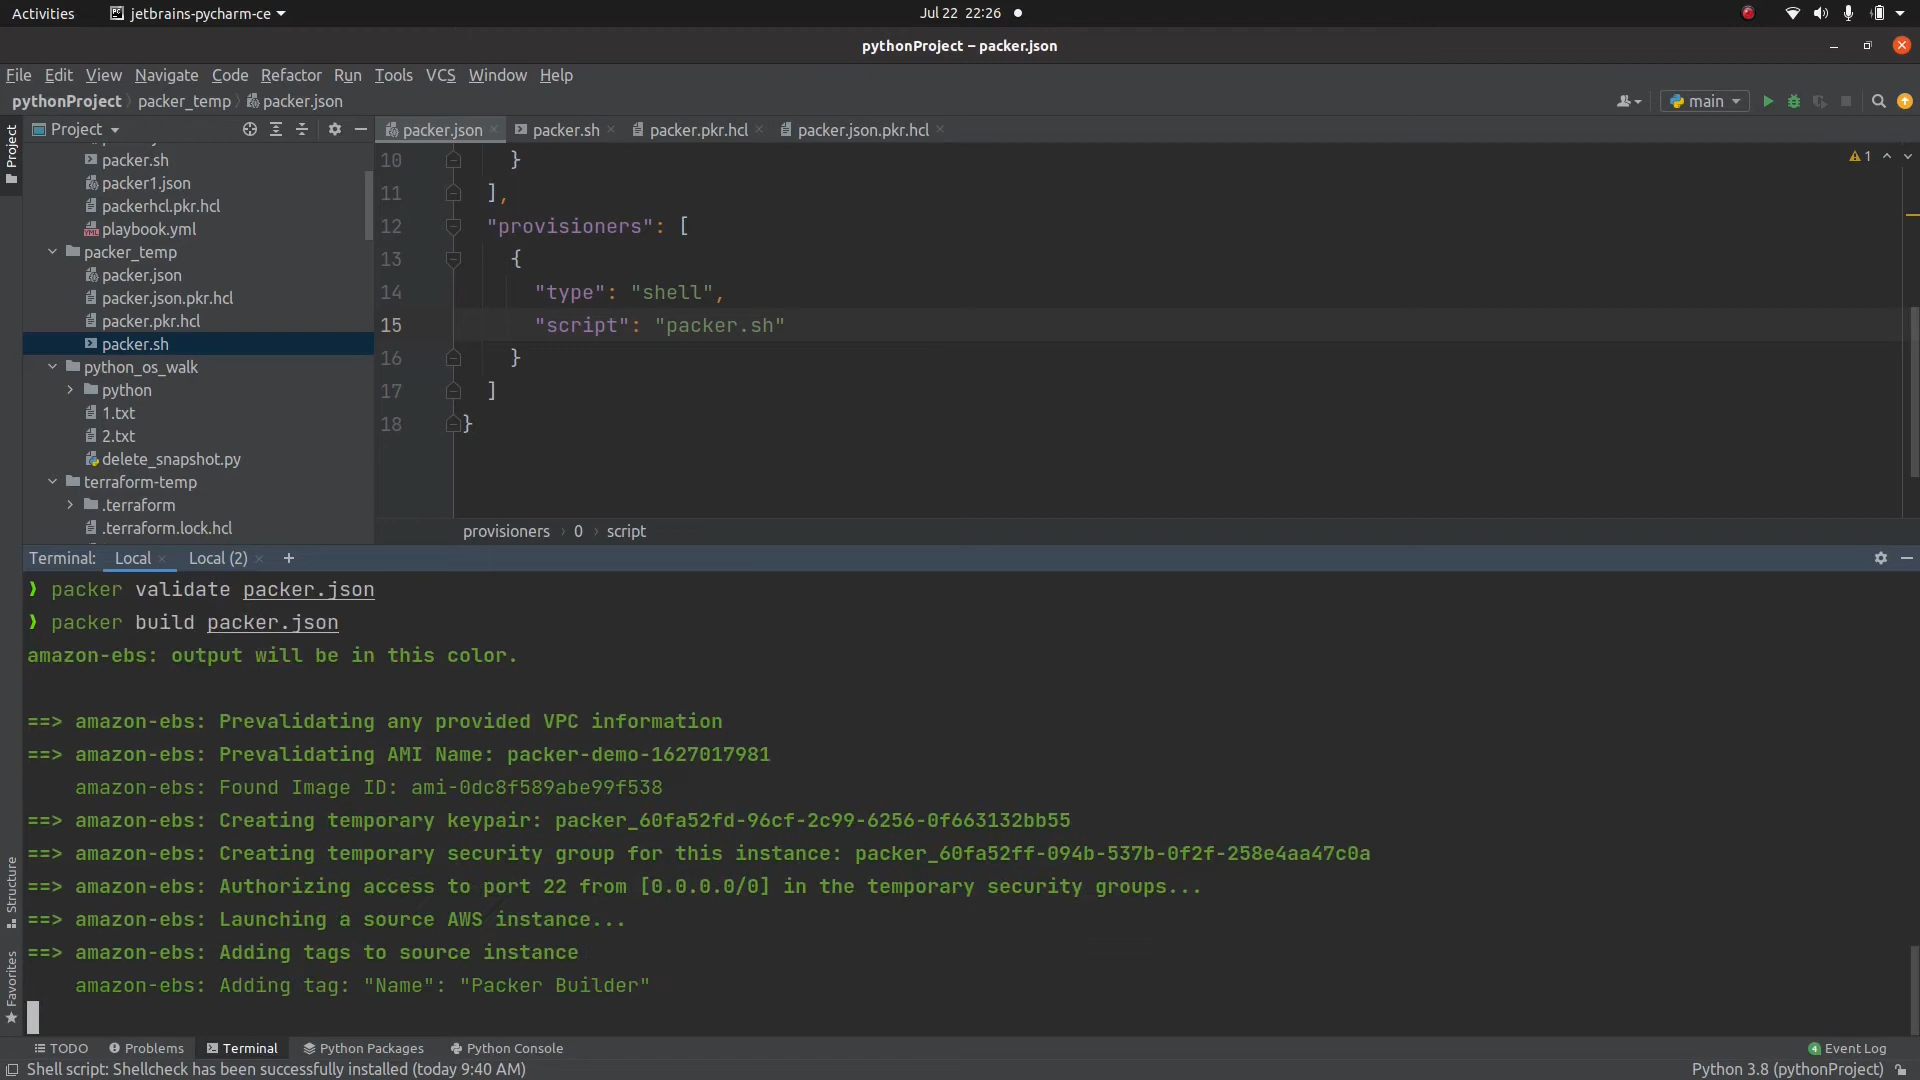 Activities jetbrains-pycharm-ce Jul 22 22:26
pythonProject – packer.json
File Edit View Navigate Code Refactor Run Tools VCS Window Help
pythonProject packer_temp packer.json main
Project packer.json packer.sh packer.pkr.hcl packer.json.pkr.hcl
Project
packer.sh
packer1.json
packerhcl.pkr.hcl
playbook.yml
packer_temp
packer.json
packer.json.pkr.hcl
packer.pkr.hcl
packer.sh
python_os_walk
python
1.txt
2.txt
delete_snapshot.py
terraform-temp
.terraform
.terraform.lock.hcl
1
10 }
11 ],
12 "provisioners": [
13 {
14 "type": "shell",
15 "script": "packer.sh"
16 }
17 ]
18 }
provisioners 0 script
Terminal: Local Local (2) +
❯ packer validate packer.json
❯ packer build packer.json
amazon-ebs: output will be in this color.
==> amazon-ebs: Prevalidating any provided VPC information
==> amazon-ebs: Prevalidating AMI Name: packer-demo-1627017981
amazon-ebs: Found Image ID: ami-0dc8f589abe99f538
==> amazon-ebs: Creating temporary keypair: packer_60fa52fd-96cf-2c99-6256-0f663132bb55
==> amazon-ebs: Creating temporary security group for this instance: packer_60fa52ff-094b-537b-0f2f-258e4aa47c0a
==> amazon-ebs: Authorizing access to port 22 from [0.0.0.0/0] in the temporary security groups...
==> amazon-ebs: Launching a source AWS instance...
==> amazon-ebs: Adding tags to source instance
amazon-ebs: Adding tag: "Name": "Packer Builder"
Structure
Favorites
TODO Problems Terminal Python Packages Python Console 4 Event Log
Shell script: Shellcheck has been successfully installed (today 9:40 AM) Python 3.8 (pythonProject)